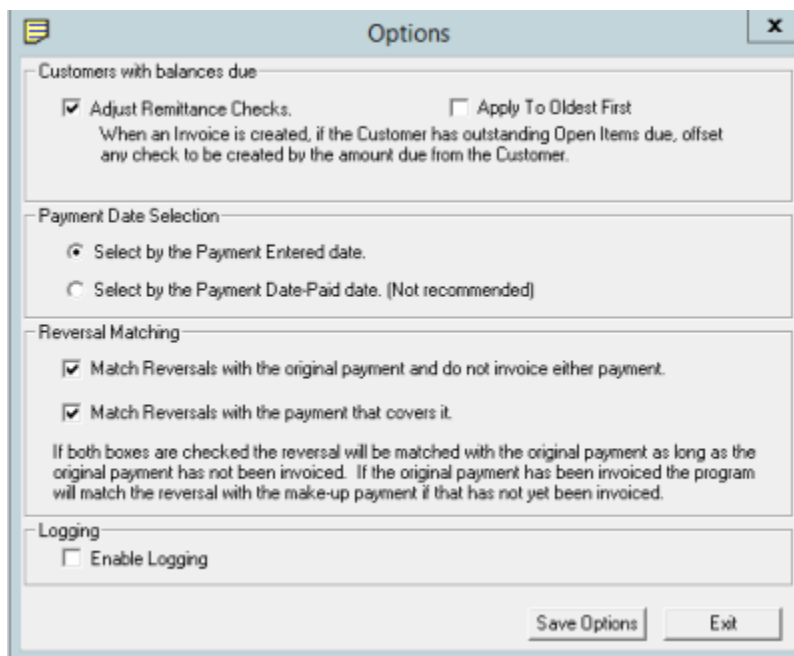 Options
x
Customers with balances due
Adjust Remittance Checks.
Apply To Oldest First
When an Invoice is created, if the Customer has outstanding Open Items due, offset
any check to be created by the amount due from the Customer.
Payment Date Selection
Select by the Payment Entered date.
Select by the Payment Date-Paid date. (Not recommended)
Reversal Matching
Match Reversals with the original payment and do not invoice either payment.
Match Reversals with the payment that covers it.
If both boxes are checked the reversal will be matched with the original payment as long as the
original payment has not been invoiced.  If the original payment has been invoiced the program
will match the reversal with the make-up payment if that has not yet been invoiced.
Logging
Enable Logging
Save Options
Exit